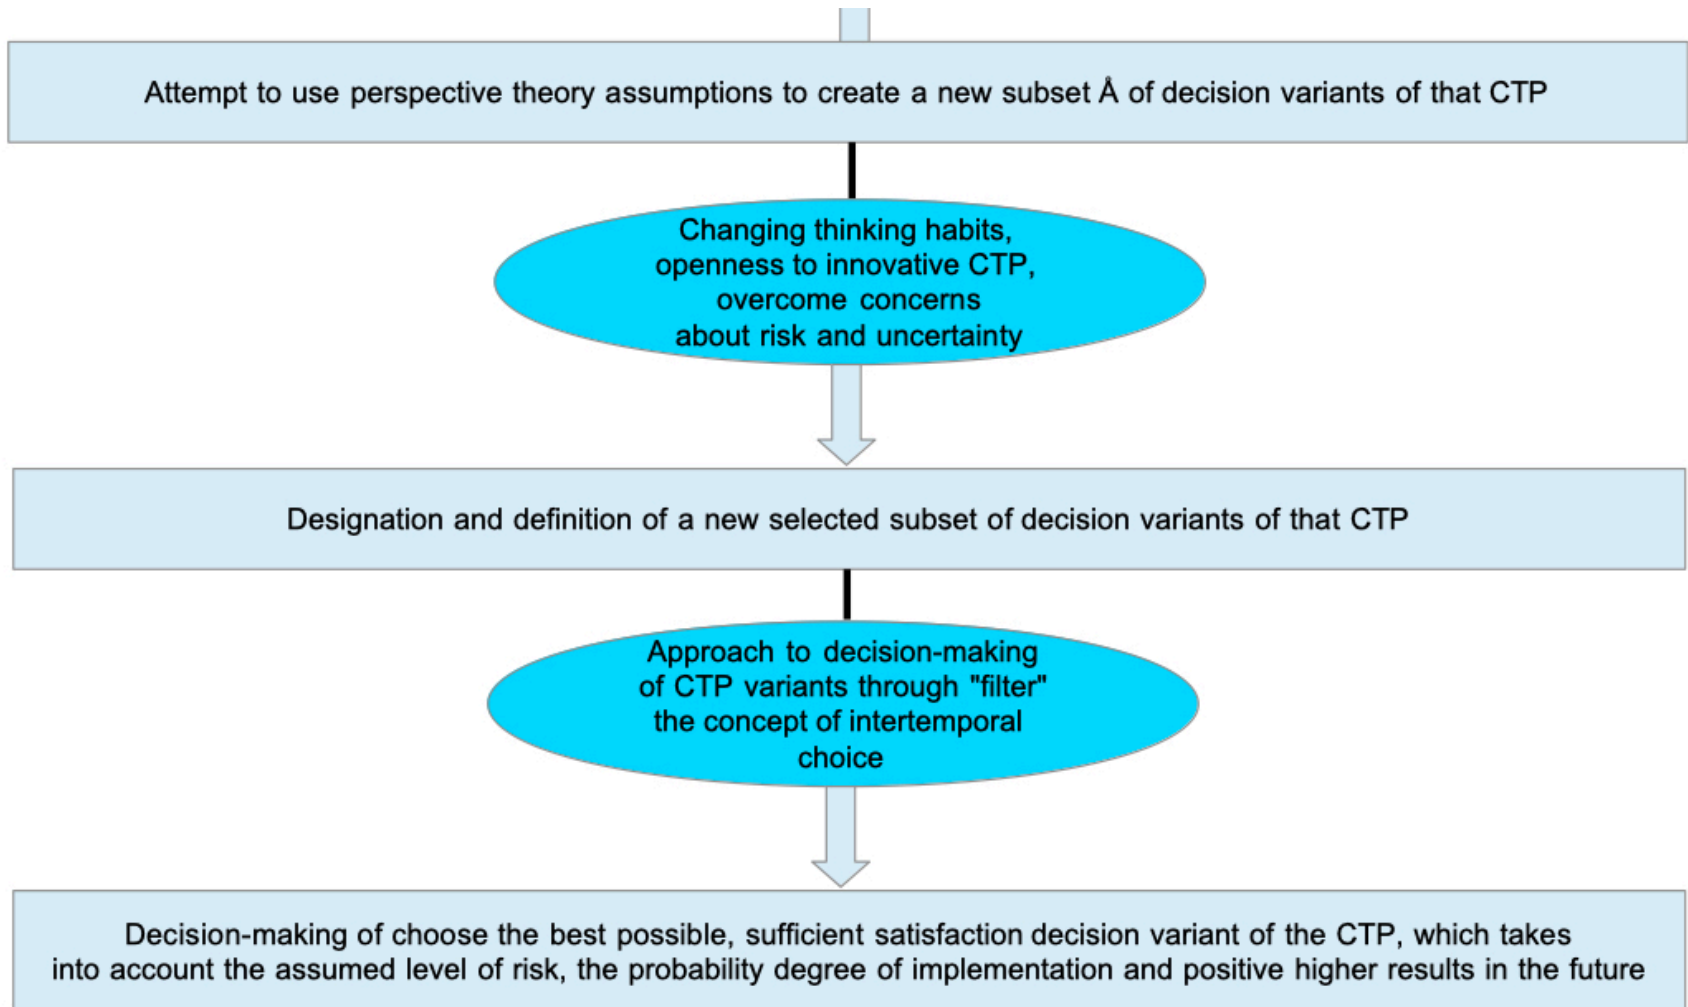 Attempt to use perspective theory assumptions to create a new subset Å of decision variants of that CTP
Changing thinking habits,
openness to innovative CTP,
overcome concerns
about risk and uncertainty
Designation and definition of a new selected subset of decision variants of that CTP
Approach to decision-making
of CTP variants through "filter"
the concept of intertemporal
choice
Decision-making of choose the best possible, sufficient satisfaction decision variant of the CTP, which takes
into account the assumed level of risk, the probability degree of implementation and positive higher results in the future